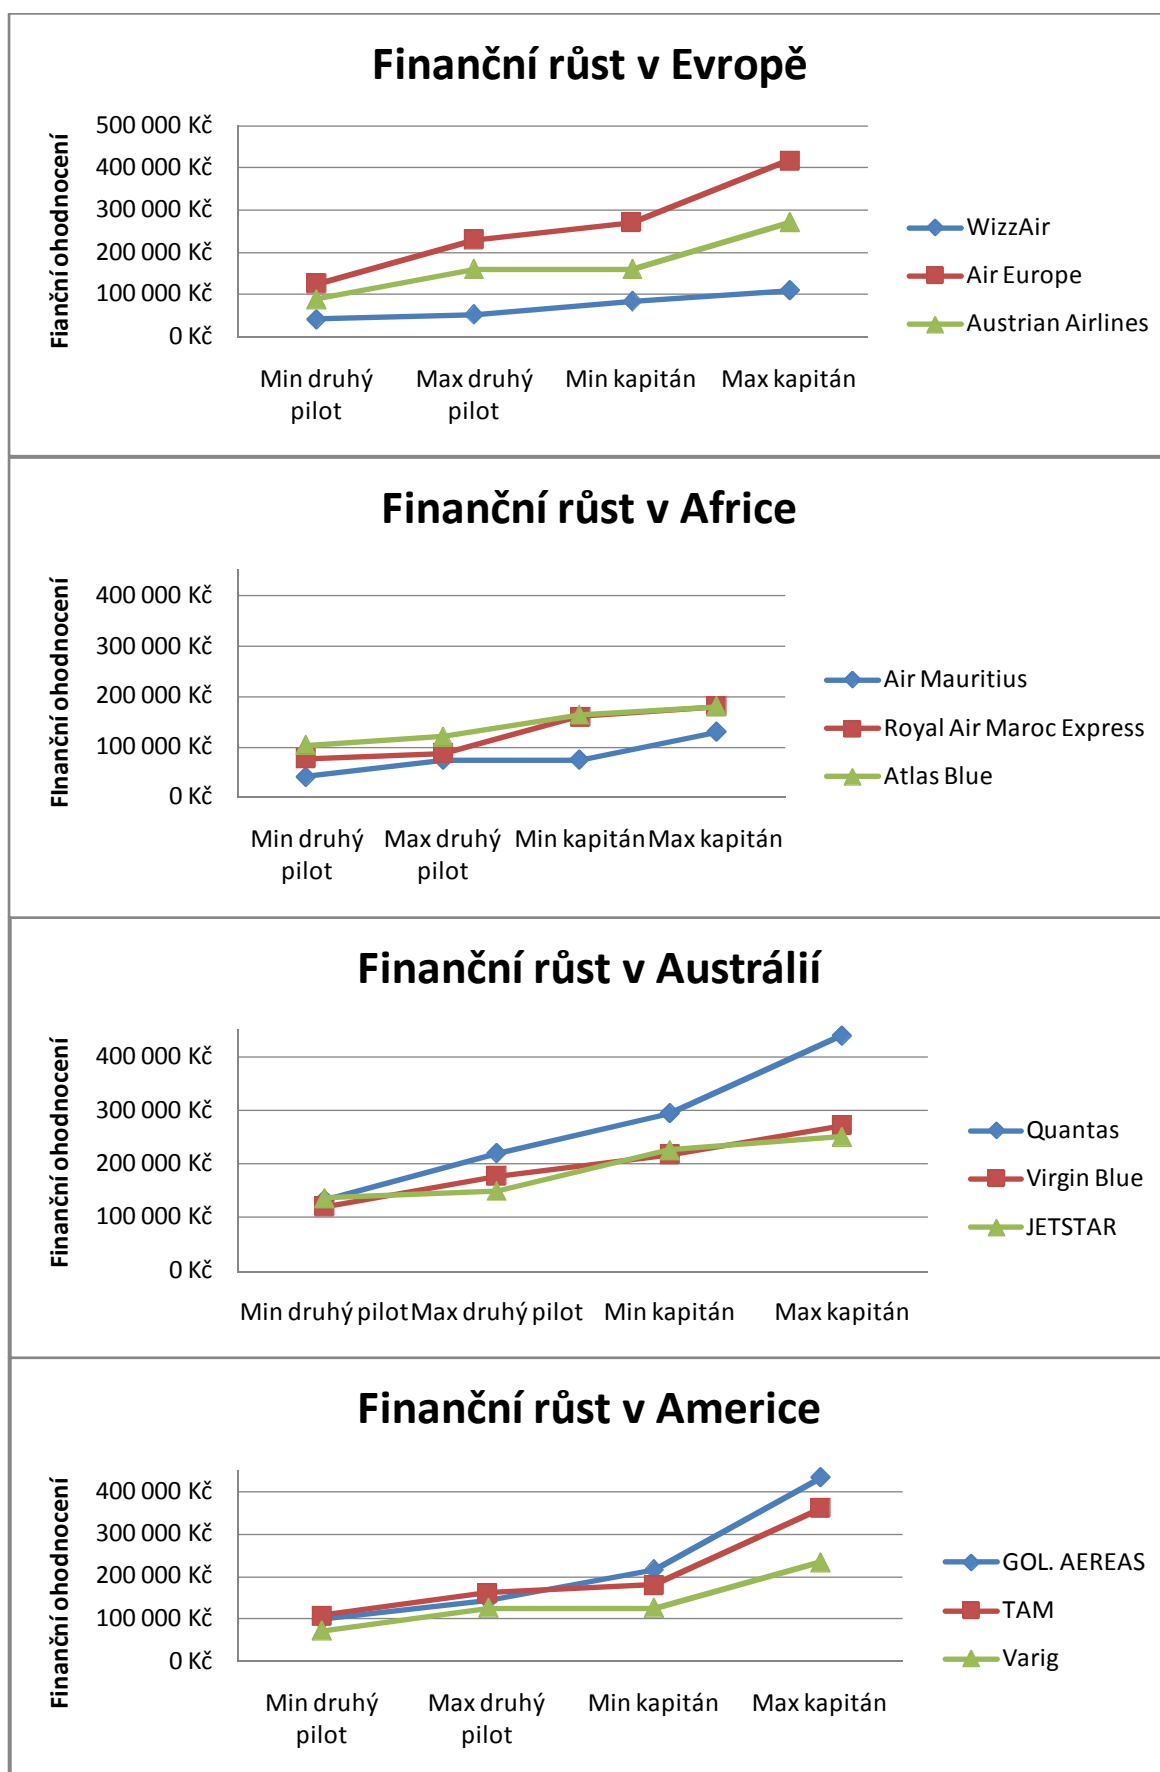 Finanční růst v Evropě
Fianční ohodnocení
500 000 Kč
400 000 Kč
300 000 Kč
200 000 Kč
100 000 Kč
0 Kč
Min druhý
pilot
Max druhý
pilot
Min kapitán
Max kapitán
WizzAir
Air Europe
Austrian Airlines
Finanční růst v Africe
FInanční ohodnocení
400 000 Kč
300 000 Kč
200 000 Kč
100 000 Kč
0 Kč
Min druhý
pilot
Max druhý
pilot
Min kapitán
Max kapitán
Air Mauritius
Royal Air Maroc Express
Atlas Blue
Finanční růst v Austrálií
Finanční ohodnocení
400 000 Kč
300 000 Kč
200 000 Kč
100 000 Kč
0 Kč
Min druhý pilot
Max druhý pilot
Min kapitán
Max kapitán
Quantas
Virgin Blue
JETSTAR
Finanční růst v Americe
Finanční ohodnocení
400 000 Kč
300 000 Kč
200 000 Kč
100 000 Kč
0 Kč
Min druhý
pilot
Max druhý
pilot
Min kapitán
Max kapitán
GOL. AEREAS
TAM
Varig